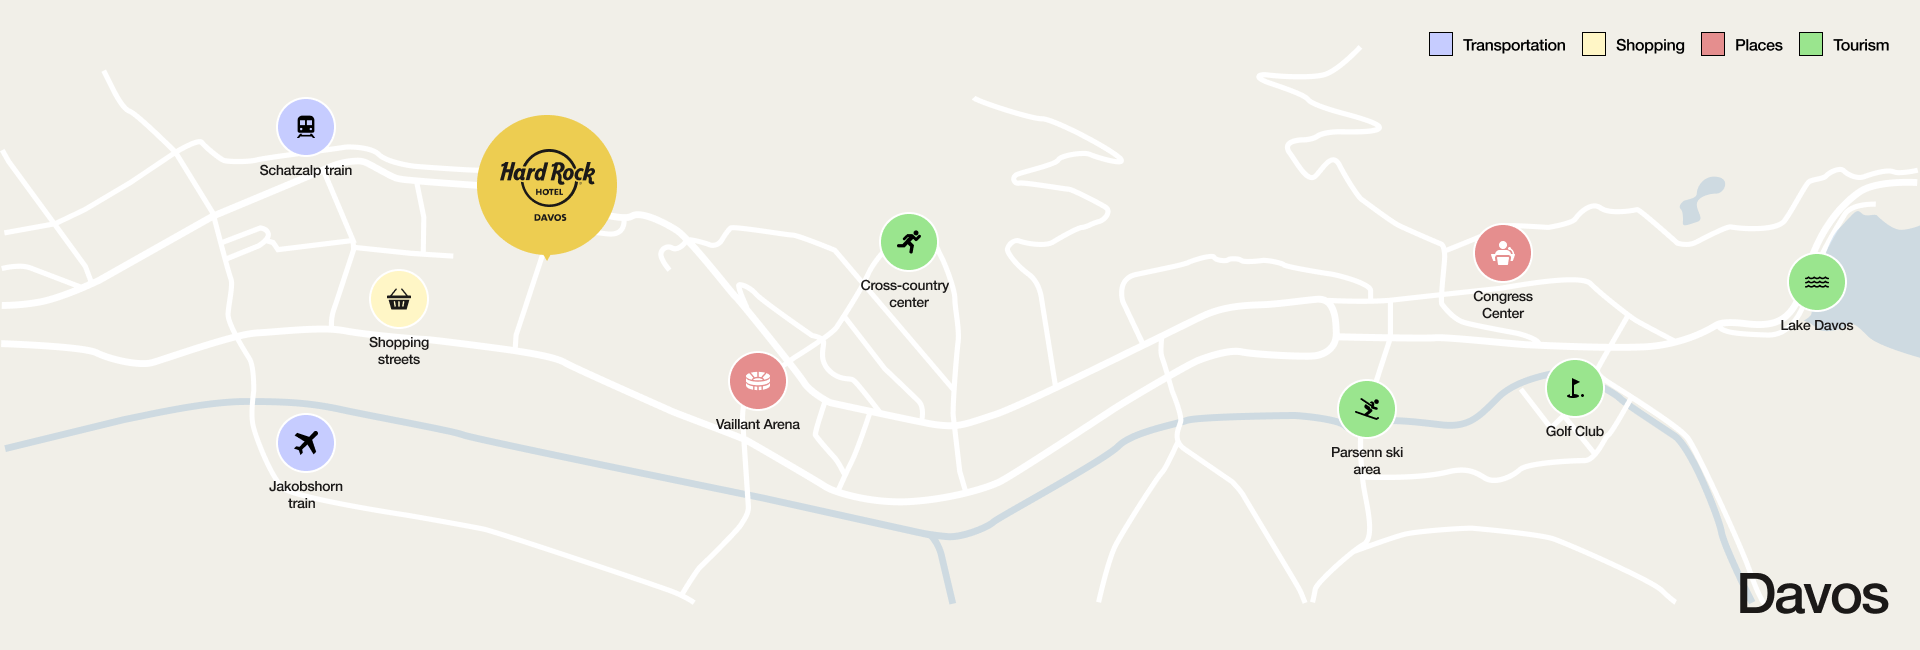 Transportation
Shopping
Places
Tourism
Schatzalp train
Hard Rock
HOTEL
DAVOS
Cross-country
center
Congress
Center
Lake Davos
Shopping
streets
Vaillant Arena
Golf Club
Parsenn ski
area
Jakobshorn
train
Davos